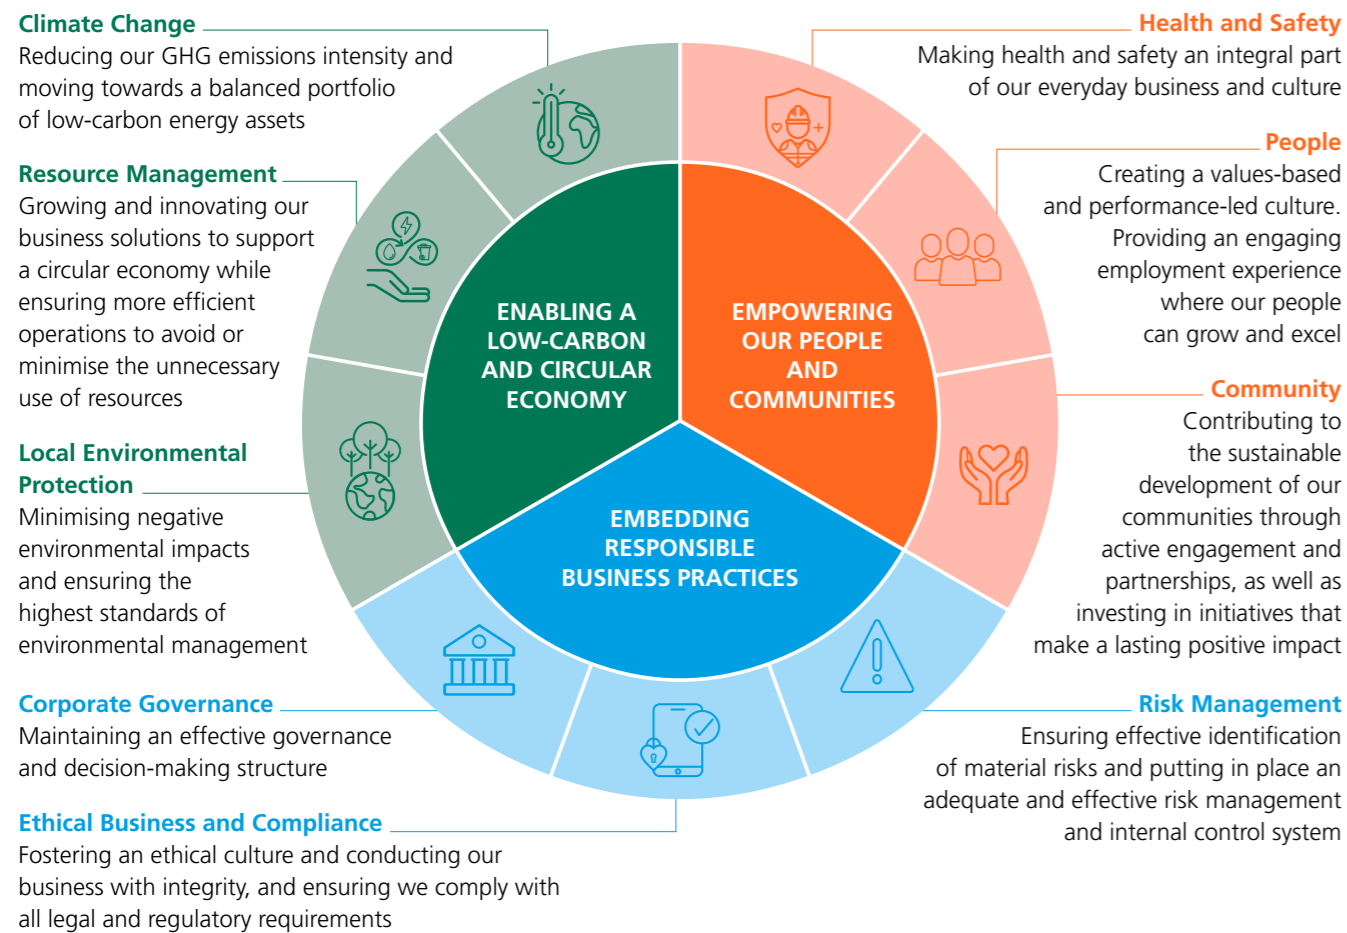 Climate Change
Reducing our GHG emissions intensity and
moving towards a balanced portfolio
of low-carbon energy assets
Resource Management
Growing and innovating our
business solutions to support
a circular economy while
ensuring more efficient
operations to avoid or
minimise the unnecessary
use of resources
Local Environmental
Protection
Minimising negative
environmental impacts
and ensuring the
highest standards of
environmental management
Corporate Governance
Maintaining an effective governance
and decision-making structure
Ethical Business and Compliance
Fostering an ethical culture and conducting our
business with integrity, and ensuring we comply with
all legal and regulatory requirements
ENABLING A
LOW-CARBON
AND CIRCULAR
ECONOMY
EMPOWERING
OUR PEOPLE
AND
COMMUNITIES
EMBEDDING
RESPONSIBLE
BUSINESS PRACTICES
Health and Safety
Making health and safety an integral part
of our everyday business and culture
People
Creating a values-based
and performance-led culture.
Providing an engaging
employment experience
where our people
can grow and excel
Community
Contributing to
the sustainable
development of our
communities through
active engagement and
partnerships, as well as
investing in initiatives that
make a lasting positive impact
Risk Management
Ensuring effective identification
of material risks and putting in place an
adequate and effective risk management
and internal control system